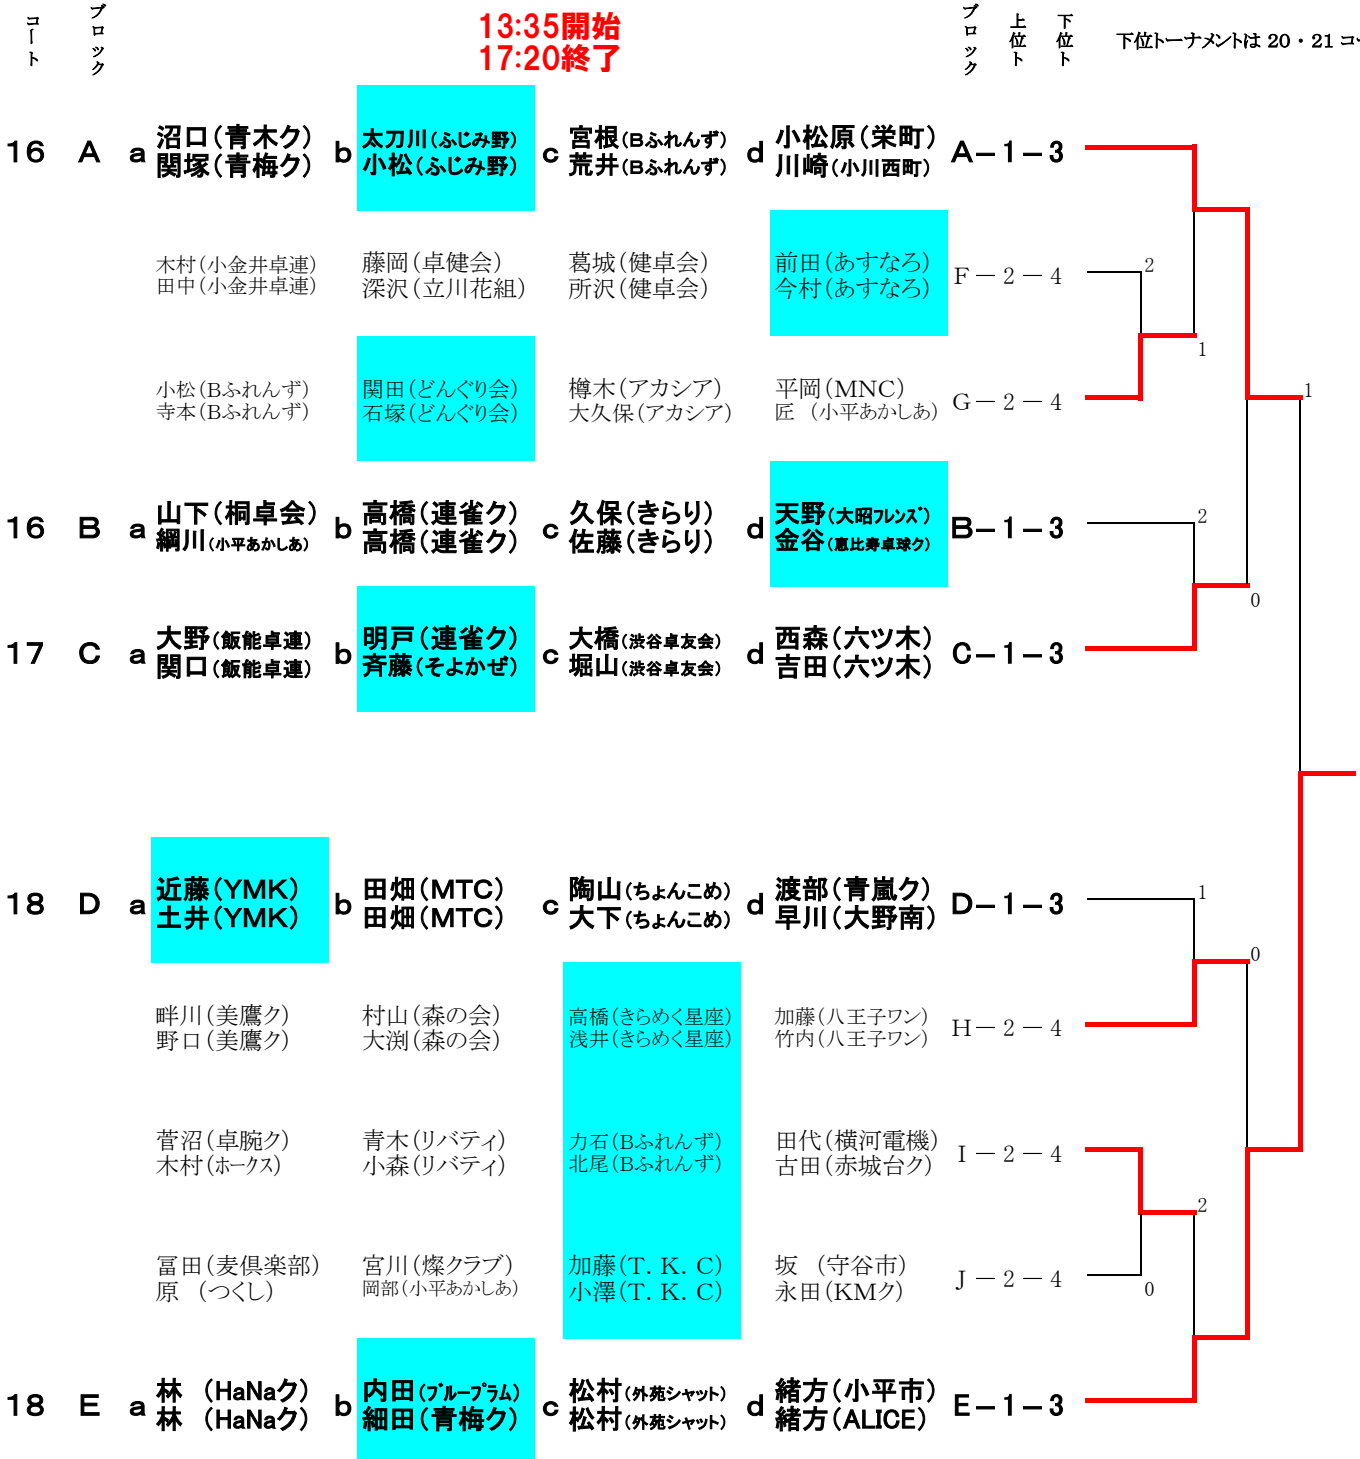 コート ブロック 13:35開始 ブロック 上位ト 下位ト 下位トーナメントは 20・21 コ
17:20終了
16 A a 沼口(青木ク) b 太刀川(ふじみ野) c 宮根(Bふれんず) d 小松原(栄町) A－1－3
関塚(青梅ク) 小松(ふじみ野) 荒井(Bふれんず) 川崎(小川西町)
木村(小金井卓連) 藤岡(卓健会) 葛城(健卓会) 前田(あすなろ) F－2－4 2
田中(小金井卓連) 深沢(立川花組) 所沢(健卓会) 今村(あすなろ)
1
小松(Bふれんず) 関田(どんぐり会) 樽木(アカシア) 平岡(MNC) G－2－4 1
寺本(Bふれんず) 石塚(どんぐり会) 大久保(アカシア) 匠 (小平あかしあ)
16 B a 山下(桐卓会) b 高橋(連雀ク) c 久保(きらり) d 天野(大昭フレンズ) B－1－3 2
綱川(小平あかしあ) 高橋(連雀ク) 佐藤(きらり) 金谷(恵比寿卓球ク)
0
17 C a 大野(飯能卓連) b 明戸(連雀ク) c 大橋(渋谷卓友会) d 西森(六ツ木) C－1－3
関口(飯能卓連) 斉藤(そよかぜ) 堀山(渋谷卓友会) 吉田(六ツ木)
18 D a 近藤(YMK) b 田畑(MTC) c 陶山(ちょんこめ) d 渡部(青嵐ク) D－1－3 1
土井(YMK) 田畑(MTC) 大下(ちょんこめ) 早川(大野南)
0
畔川(美鷹ク) 村山(森の会) 高橋(きらめく星座) 加藤(八王子ワン) H－2－4
野口(美鷹ク) 大渕(森の会) 浅井(きらめく星座) 竹内(八王子ワン)
菅沼(卓腕ク) 青木(リバティ) 力石(Bふれんず) 田代(横河電機) I－2－4
木村(ホークス) 小森(リバティ) 北尾(Bふれんず) 古田(赤城台ク)
2
冨田(麦倶楽部) 宮川(燦クラブ) 加藤(T. K. C) 坂 (守谷市) J－2－4
原 (つくし) 岡部(小平あかしあ) 小澤(T. K. C) 永田(KMク) 0
18 E a 林 (HaNaク) b 内田(ブループラム) c 松村(外苑シャット) d 緒方(小平市) E－1－3
林 (HaNaク) 細田(青梅ク) 松村(外苑シャット) 緒方(ALICE)